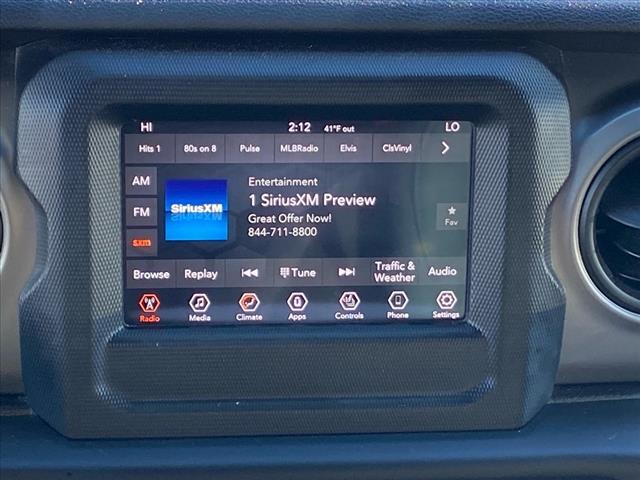 HI 2:12 41°F out LO
Hits 1 80s on 8 Pulse MLBRadio Elvis ClsVinyl
AM
FM
sxm
SiriusXM
Entertainment
1 SiriusXM Preview
Great Offer Now!
844-711-8800
Fav
Browse Replay Tune Traffic & Weather Audio
Radio Media Climate Apps Controls Phone Settings